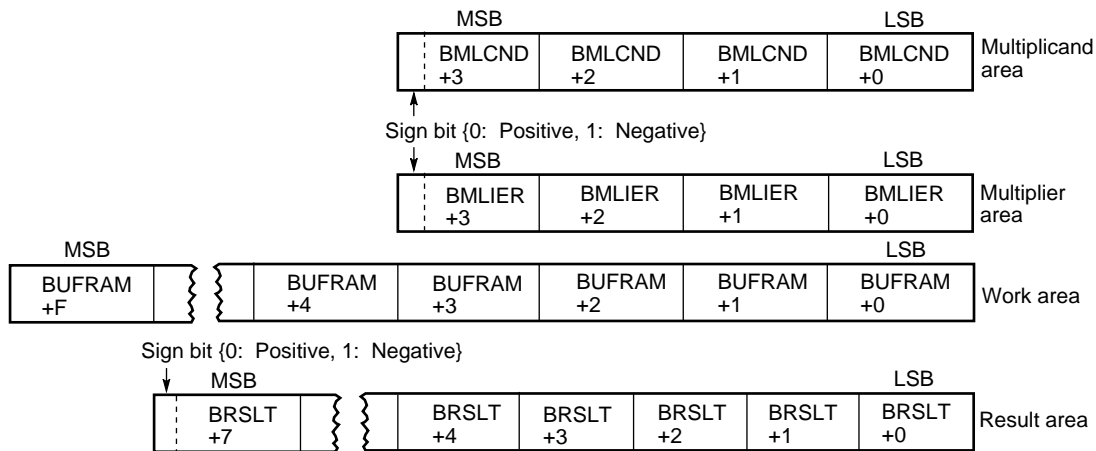 MSB LSB
BMLCND BMLCND BMLCND BMLCND Multiplicand
+3 +2 +1 +0 area
Sign bit {0: Positive, 1: Negative}
MSB LSB
BMLIER BMLIER BMLIER BMLIER Multiplier
+3 +2 +1 +0 area
MSB LSB
BUFRAM BUFRAM BUFRAM BUFRAM BUFRAM BUFRAM Work area
+F +4 +3 +2 +1 +0
Sign bit {0: Positive, 1: Negative}
MSB LSB
BRSLT BRSLT BRSLT BRSLT BRSLT BRSLT Result area
+7 +4 +3 +2 +1 +0